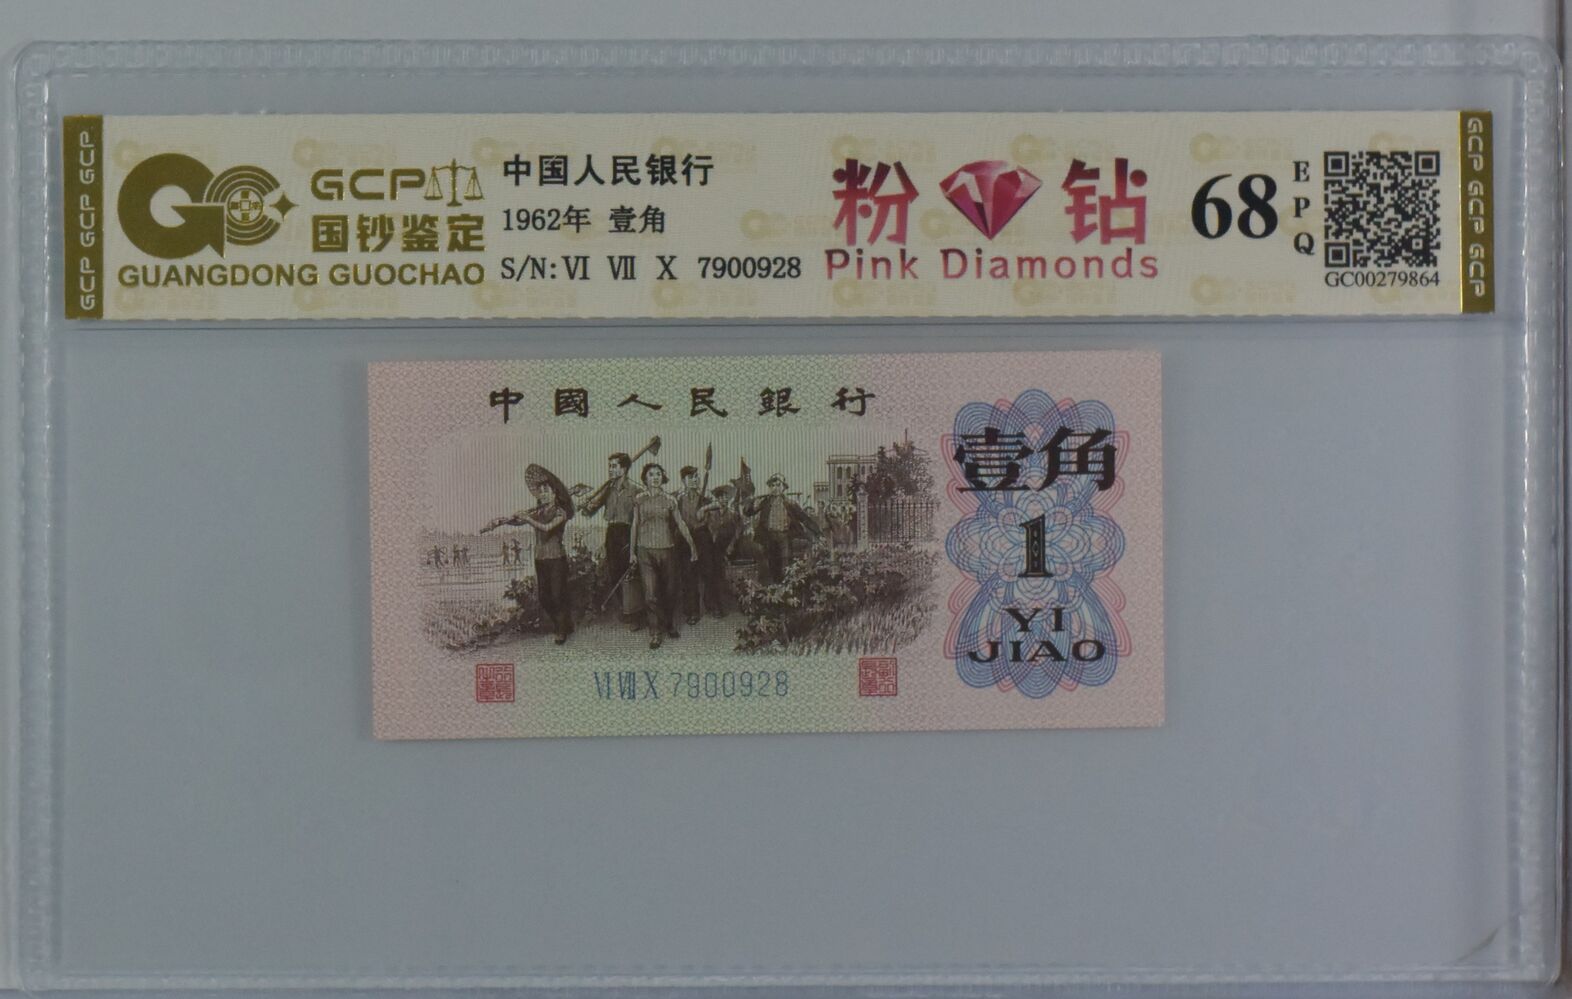 GCP GCP GCP
GCP
国钞鉴定
GUANGDONG GUOCHAO
中国人民银行
1962年 壹角
S/N: VI VII X 7900928
粉 钻
Pink Diamonds
68
EPQ
GC00279864
GCP GCP GCP
中國人民銀行
壹角
1
YI
JIAO
VI VII X 7900928